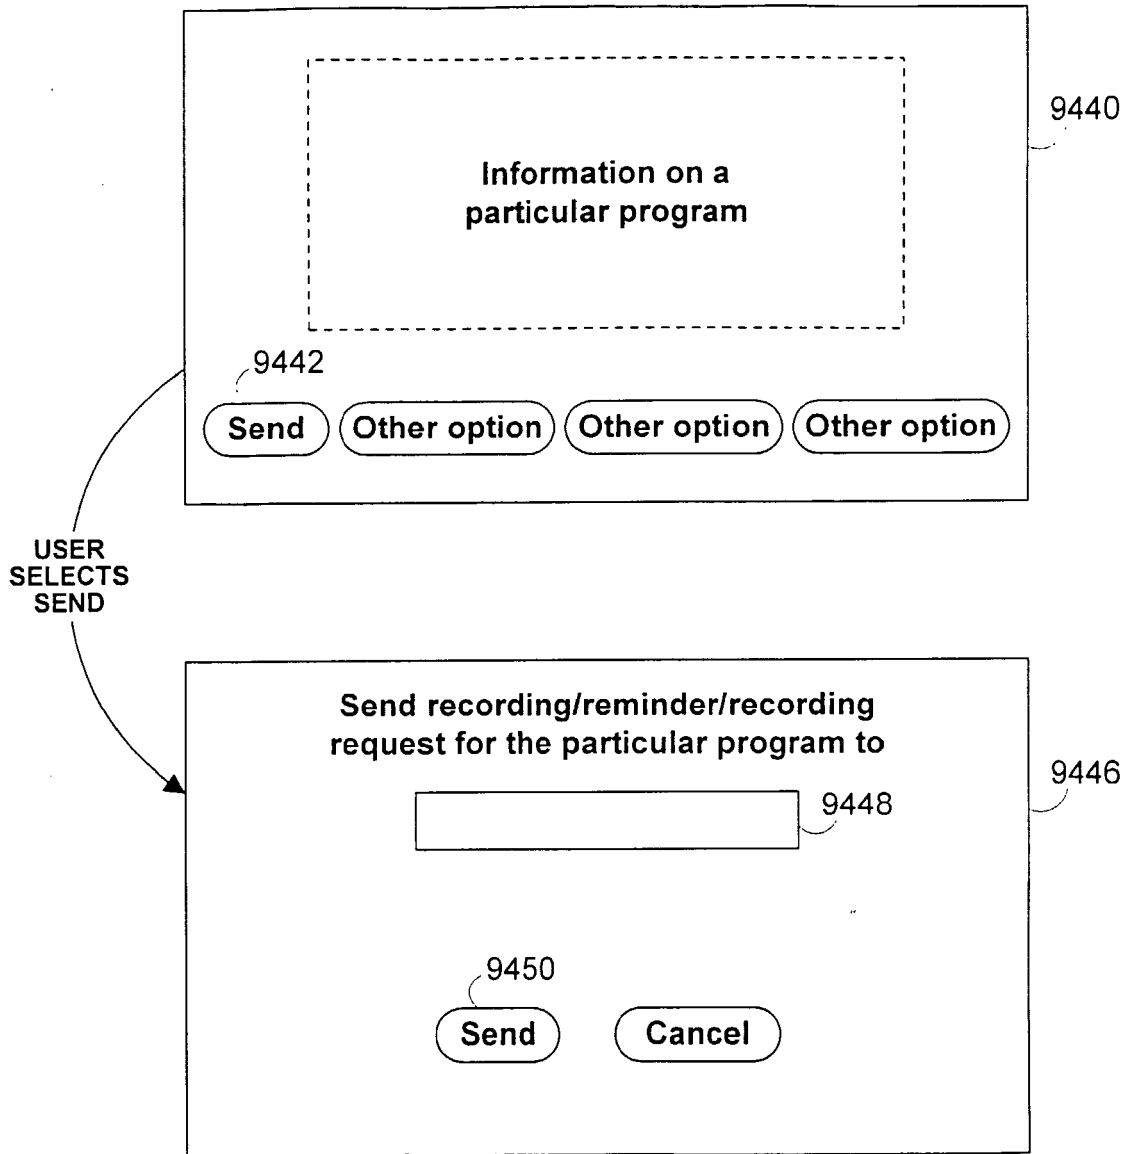 Information on a
particular program
9440
9442
Send Other option Other option Other option
USER
SELECTS
SEND
Send recording/reminder/recording
request for the particular program to
9446
9448
9450
Send Cancel